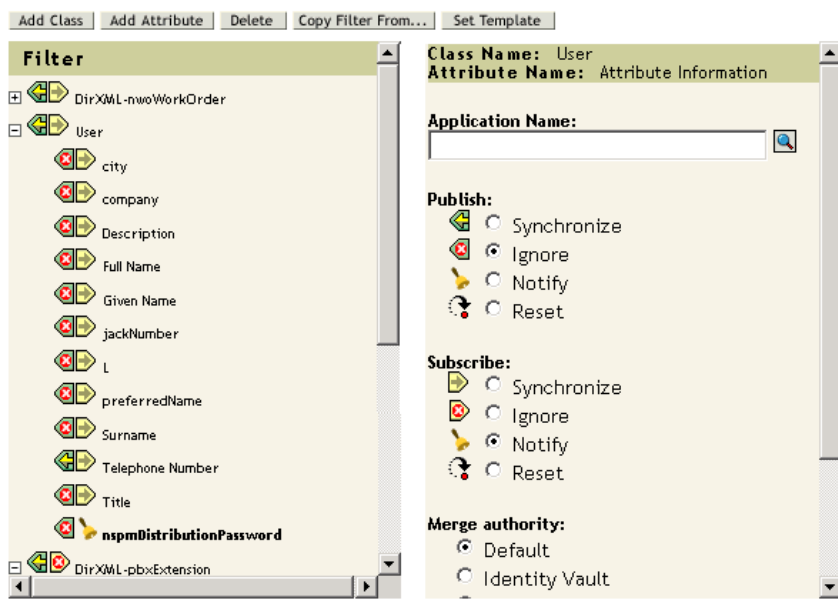 Add Class
Add Attribute
Delete
Copy Filter From...
Set Template
Filter
DirXML-nwoWorkOrder
User
city
company
Description
Full Name
Given Name
jackNumber
L
preferredName
Surname
Telephone Number
Title
nspmDistributionPassword
DirXML-pbxExtension
Class Name: User
Attribute Name: Attribute Information
Application Name:
Publish:
Synchronize
Ignore
Notify
Reset
Subscribe:
Synchronize
Ignore
Notify
Reset
Merge authority:
Default
Identity Vault